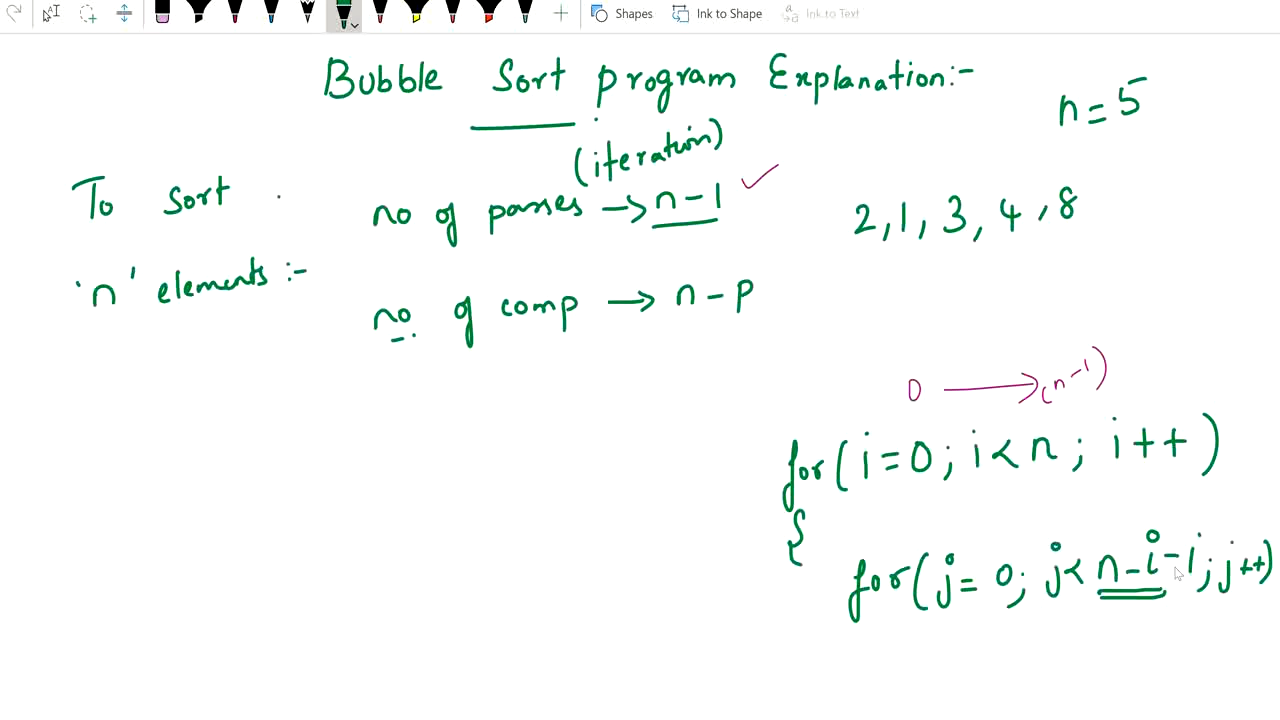 Shapes Ink to Shape Ink to Text
Bubble Sort program Explanation:-
n = 5
(iteration)
To sort
no of passes → n-1 ✓
2, 1, 3, 4, 8
'n' elements :-
no of comp → n-p
0 → (n-1)
for(i=0; i<n; i++)
{
for(j=0; j<n-i-1; j++)